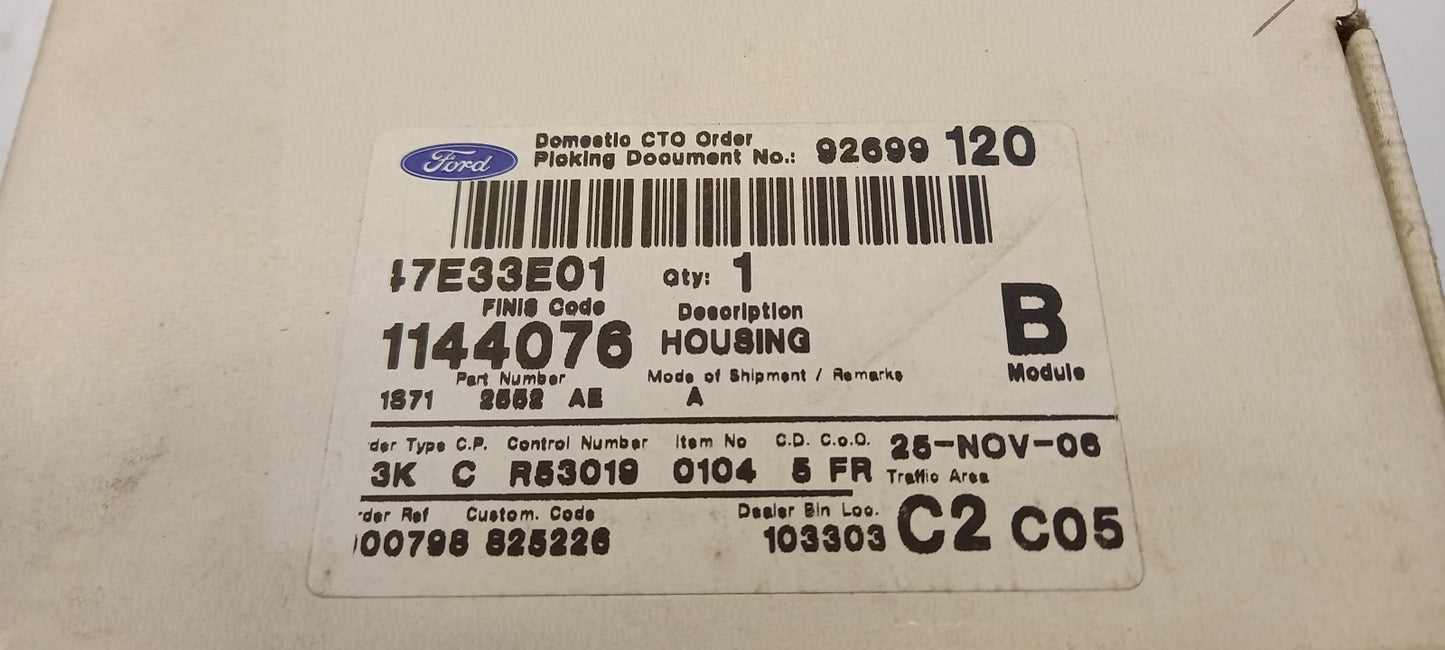 Ford
Domestic CTO Order
Picking Document No.: 92699 120
47E33E01 Qty: 1
FINIS Code Description
1144076 HOUSING B
Part Number Mode of Shipment / Remarks Module
1S71 2552 AE A
der Type C.P. Control Number Item No C.D. C.o.O. 25-NOV-06
3K C R53019 0104 5 FR Traffic Area
der Ref Custom. Code Dealer Bin Loc. C2 C05
00798 825226 103303